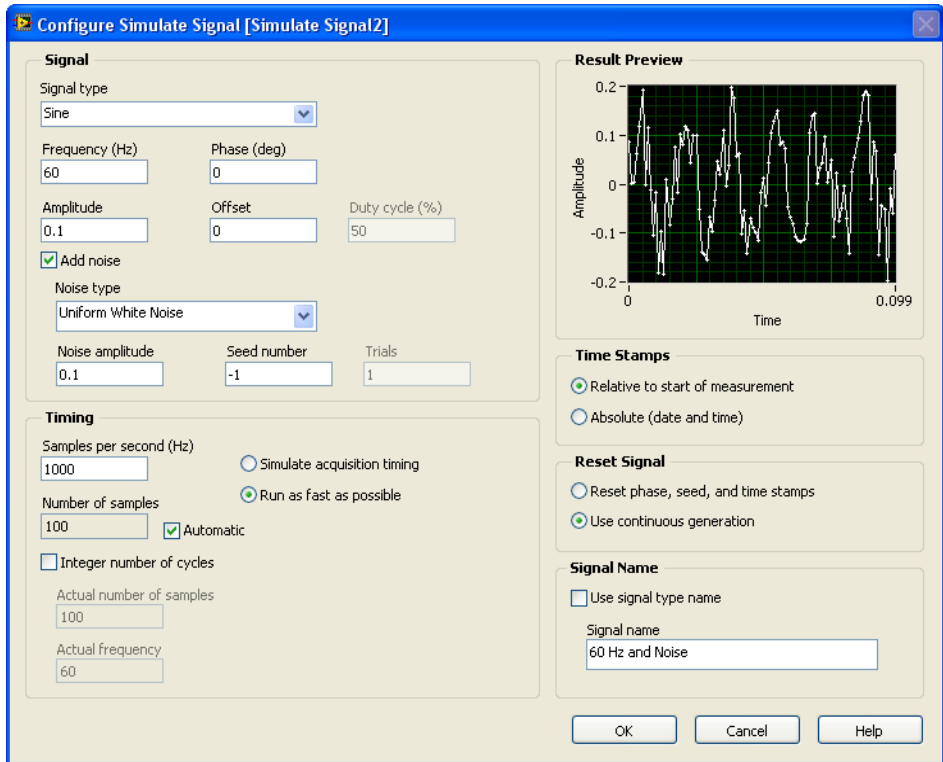 Configure Simulate Signal [Simulate Signal2]
Signal
Signal type
Sine
Frequency (Hz)
Phase (deg)
60
0
Amplitude
Offset
Duty cycle (%)
0.1
0
50
Add noise
Noise type
Uniform White Noise
Noise amplitude
Seed number
Trials
0.1
-1
1
Timing
Samples per second (Hz)
1000
Simulate acquisition timing
Run as fast as possible
Number of samples
100
Automatic
Integer number of cycles
Actual number of samples
100
Actual frequency
60
Result Preview
Amplitude
0.2
0.1
0
-0.1
-0.2
0
0.099
Time
Time Stamps
Relative to start of measurement
Absolute (date and time)
Reset Signal
Reset phase, seed, and time stamps
Use continuous generation
Signal Name
Use signal type name
Signal name
60 Hz and Noise
OK
Cancel
Help